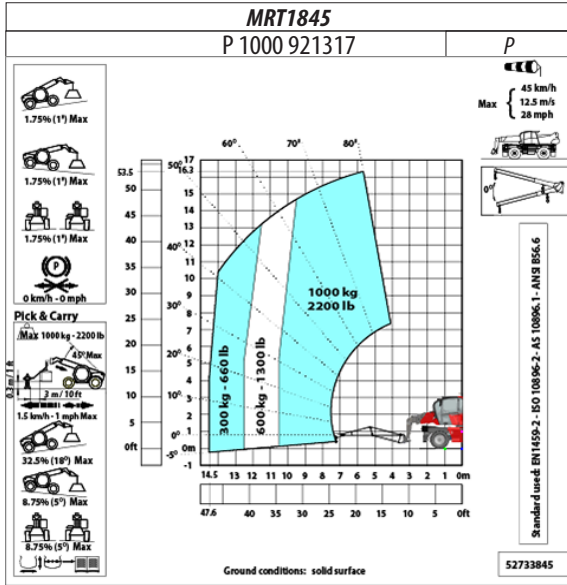 MRT1845
P 1000 921317
P
1.75% (1°) Max
1.75% (1°) Max
1.75% (1°) Max
P
0 km/h - 0 mph
Pick & Carry
Max 1000 kg - 2200 lb
45° Max
0.3 m / 1 ft
3 m / 10 ft
1.5 km/h - 1 mph Max
32.5% (18°) Max
8.75% (5°) Max
8.75% (5°) Max
Max
45 km/h
12.5 m/s
28 mph
0°
60° 70° 80°
50°
40°
30°
20°
10°
0°
-5°
53.5
50
45
40
35
30
25
20
15
10
5
0ft
17
16.3
15
14
13
12
11
10
9
8
7
6
5
4
3
2
1
0m
-1
1000 kg
2200 lb
600 kg - 1300 lb
300 kg - 660 lb
14.5 13 12 11 10 9 8 7 6 5 4 3 2 1 0m
47.6 40 35 30 25 20 15 10 5 0ft
Ground conditions: solid surface
Standard used: EN1459-2 - ISO 10896-2 - AS 10896.1 - ANSI B56.6
52733845